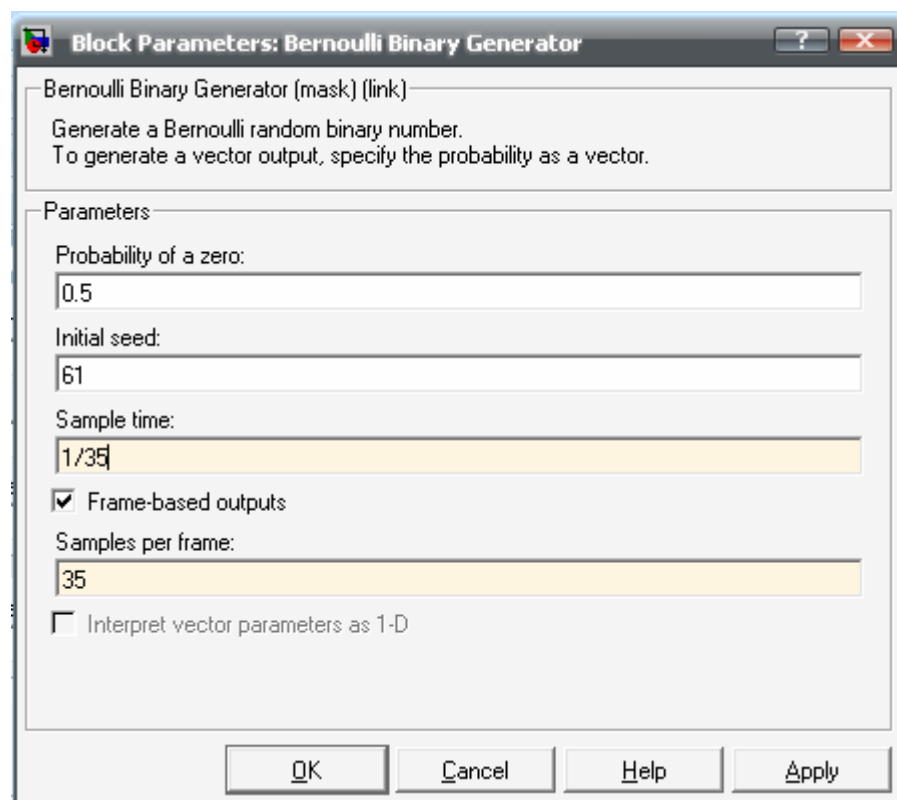 Block Parameters: Bernoulli Binary Generator
?
Bernoulli Binary Generator (mask) (link)
Generate a Bernoulli random binary number.
To generate a vector output, specify the probability as a vector.
Parameters
Probability of a zero:
0.5
Initial seed:
61
Sample time:
1/35
Frame-based outputs
Samples per frame:
35
Interpret vector parameters as 1-D
OK
Cancel
Help
Apply